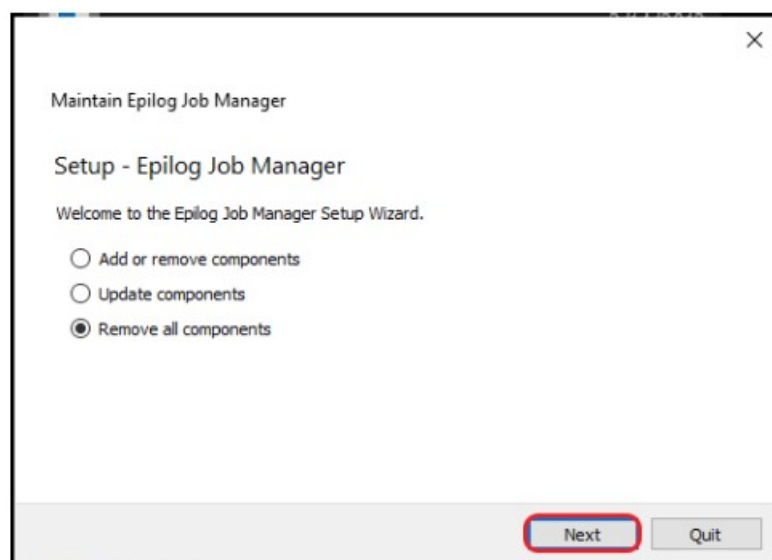 Maintain Epilog Job Manager
Setup - Epilog Job Manager
Welcome to the Epilog Job Manager Setup Wizard.
Add or remove components
Update components
Remove all components
Next Quit